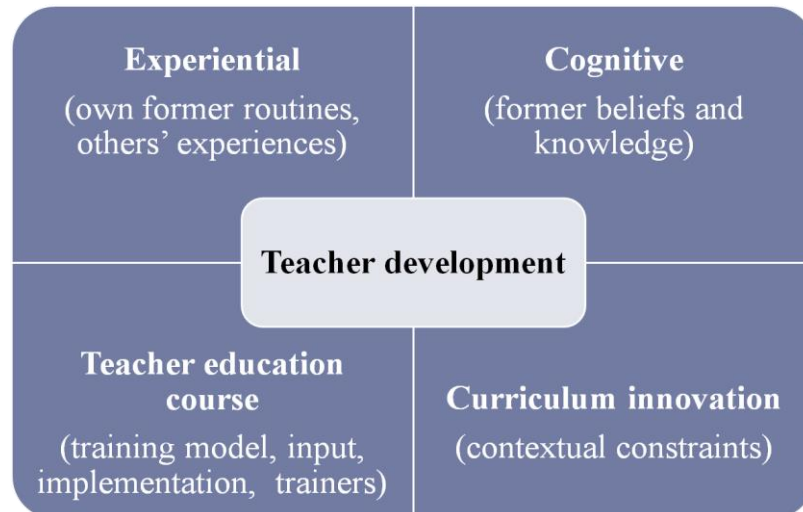 Experiential
(own former routines,
others’ experiences)
Cognitive
(former beliefs and
knowledge)
Teacher development
Teacher education
course
(training model, input,
implementation,  trainers)
Curriculum innovation
(contextual constraints)